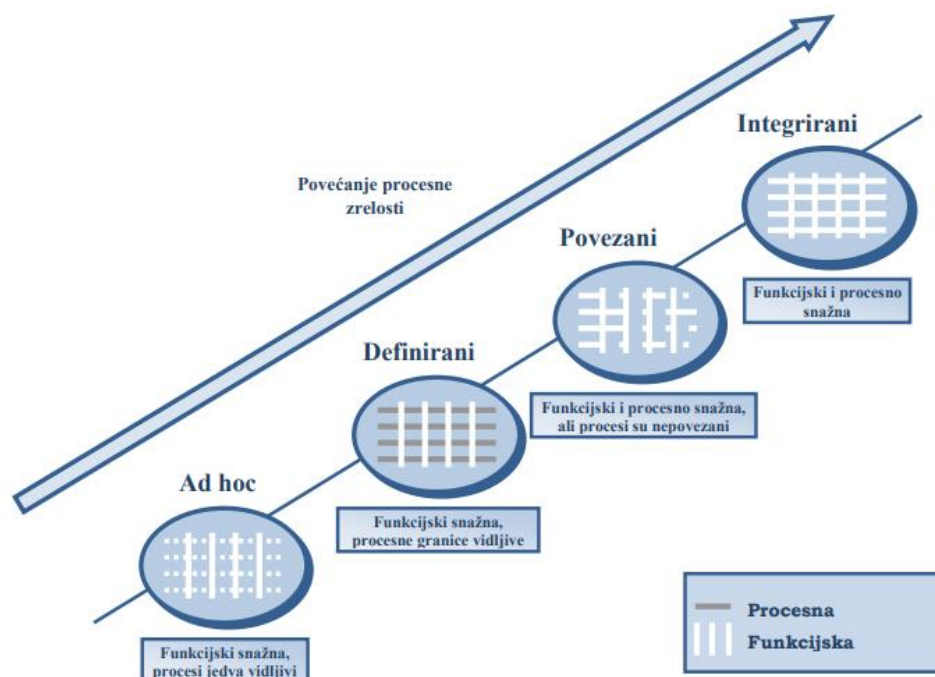 Integrirani
Povećanje procesne
zrelosti
Povezani
Funkcijski i procesno
snažna
Definirani
Funkcijski i procesno snažna,
ali procesi su nepovezani
Ad hoc
Funkcijski snažna,
procesne granice vidljive
Procesna
Funkcijska
Funkcijski snažna,
procesi jedva vidljivi